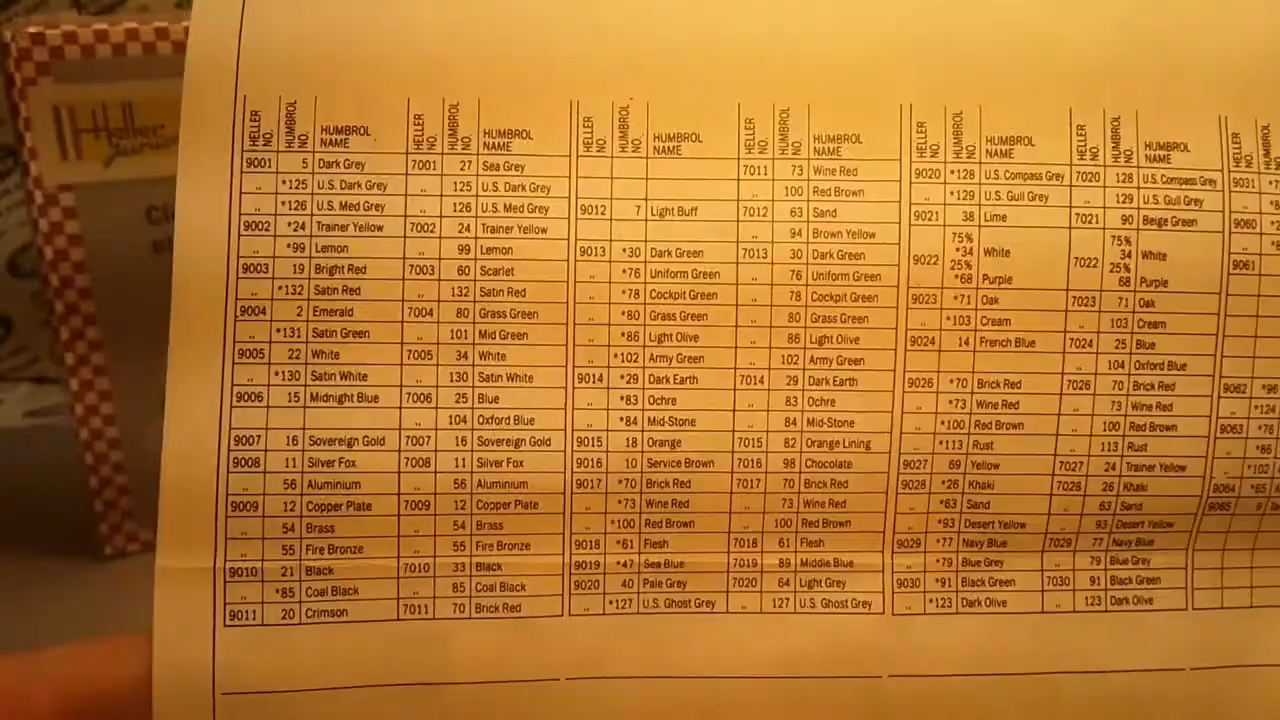 Heller
Junior
HELLER NO. HUMBROL NO. HUMBROL NAME HELLER NO. HUMBROL NO. HUMBROL NAME
9001 5 Dark Grey 7001 27 Sea Grey
„ *125 U.S. Dark Grey „ 125 U.S. Dark Grey
„ *126 U.S. Med Grey „ 126 U.S. Med Grey
9002 *24 Trainer Yellow 7002 24 Trainer Yellow
„ *99 Lemon „ 99 Lemon
9003 19 Bright Red 7003 60 Scarlet
„ *132 Satin Red „ 132 Satin Red
9004 2 Emerald 7004 80 Grass Green
„ *131 Satin Green „ 101 Mid Green
9005 22 White 7005 34 White
„ *130 Satin White „ 130 Satin White
9006 15 Midnight Blue 7006 25 Blue
„ 104 Oxford Blue
9007 16 Sovereign Gold 7007 16 Sovereign Gold
9008 11 Silver Fox 7008 11 Silver Fox
„ 56 Aluminium „ 56 Aluminium
9009 12 Copper Plate 7009 12 Copper Plate
„ 54 Brass „ 54 Brass
„ 55 Fire Bronze „ 55 Fire Bronze
9010 21 Black 7010 33 Black
„ *85 Coal Black „ 85 Coal Black
9011 20 Crimson 7011 70 Brick Red
HELLER NO. HUMBROL NO. HUMBROL NAME HELLER NO. HUMBROL NO. HUMBROL NAME
7011 73 Wine Red
„ 100 Red Brown
9012 7 Light Buff 7012 63 Sand
„ 94 Brown Yellow
9013 *30 Dark Green 7013 30 Dark Green
„ *76 Uniform Green „ 76 Uniform Green
„ *78 Cockpit Green „ 78 Cockpit Green
„ *80 Grass Green „ 80 Grass Green
„ *86 Light Olive „ 86 Light Olive
„ *102 Army Green „ 102 Army Green
9014 *29 Dark Earth 7014 29 Dark Earth
„ *83 Ochre „ 83 Ochre
„ *84 Mid-Stone „ 84 Mid-Stone
9015 18 Orange 7015 82 Orange Lining
9016 10 Service Brown 7016 98 Chocolate
9017 *70 Brick Red 7017 70 Brick Red
„ *73 Wine Red „ 73 Wine Red
„ *100 Red Brown „ 100 Red Brown
9018 *61 Flesh 7018 61 Flesh
9019 *47 Sea Blue 7019 89 Middle Blue
9020 40 Pale Grey 7020 64 Light Grey
„ *127 U.S. Ghost Grey „ 127 U.S. Ghost Grey
HELLER NO. HUMBROL NO. HUMBROL NAME HELLER NO. HUMBROL NO. HUMBROL NAME
9020 *128 U.S. Compass Grey 7020 128 U.S. Compass Grey
„ *129 U.S. Gull Grey „ 129 U.S. Gull Grey
9021 38 Lime 7021 90 Beige Green
9022 75% *34 White 25% *68 Purple 7022 75% 34 White 25% 68 Purple
9023 *71 Oak 7023 71 Oak
„ *103 Cream „ 103 Cream
9024 14 French Blue 7024 25 Blue
„ 104 Oxford Blue
9026 *70 Brick Red 7026 70 Brick Red
„ *73 Wine Red „ 73 Wine Red
„ *100 Red Brown „ 100 Red Brown
„ *113 Rust „ 113 Rust
9027 69 Yellow 7027 24 Trainer Yellow
9028 *26 Khaki 7028 26 Khaki
„ *63 Sand „ 63 Sand
„ *93 Desert Yellow „ 93 Desert Yellow
9029 *77 Navy Blue 7029 77 Navy Blue
„ *79 Blue Grey „ 79 Blue Grey
9030 *91 Black Green 7030 91 Black Green
„ *123 Dark Olive „ 123 Dark Olive
HELLER NO. HUMBROL NO.
9031
9060
9061
9062 *96
„ *124
9063 *76
„ *86
„ *102
9064 *65
9065 9